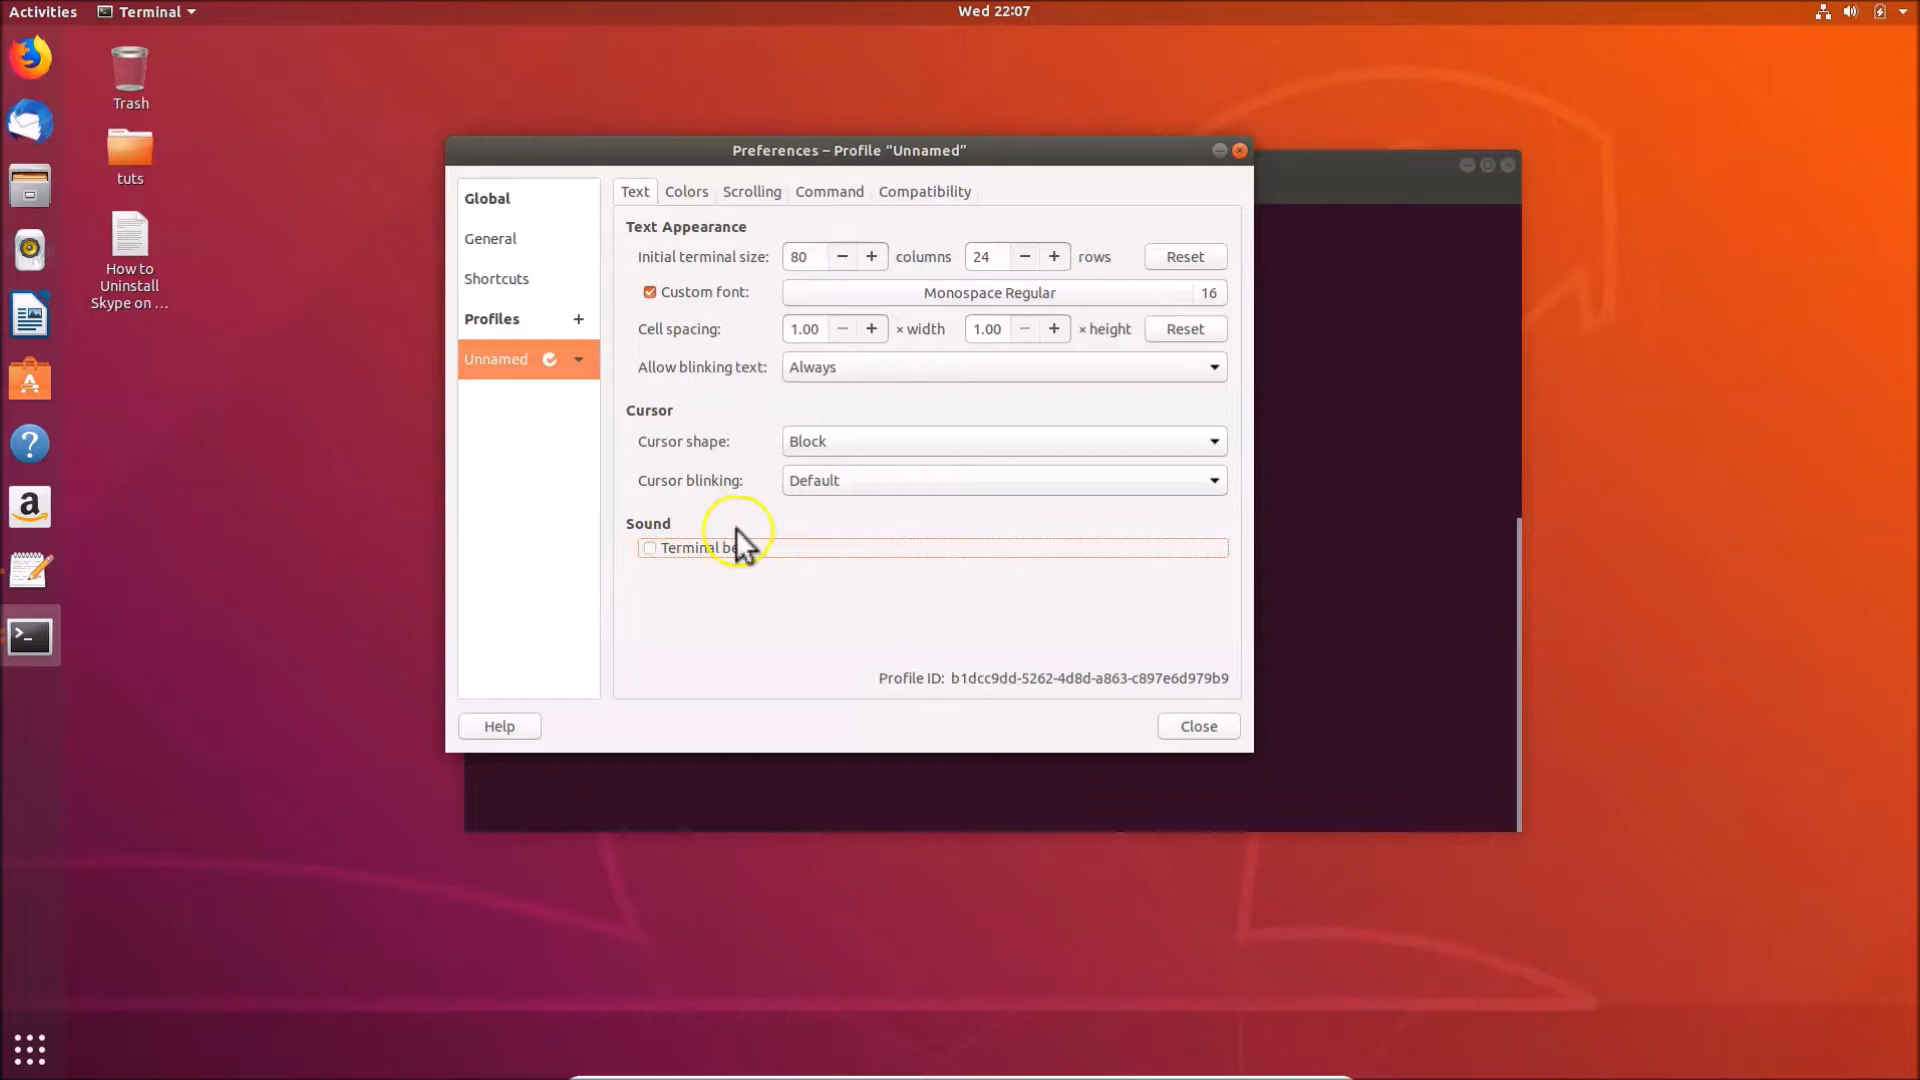 Activities Terminal Wed 22:07
Trash
tuts
How to
Uninstall
Skype on ...
Preferences – Profile “Unnamed”
Global
General
Shortcuts
Profiles +
Unnamed
Text Colors Scrolling Command Compatibility
Text Appearance
Initial terminal size: 80 − + columns 24 − + rows Reset
Custom font: Monospace Regular 16
Cell spacing: 1.00 − + × width 1.00 − + × height Reset
Allow blinking text: Always
Cursor
Cursor shape: Block
Cursor blinking: Default
Sound
Terminal
Profile ID: b1dcc9dd-5262-4d8d-a863-c897e6d979b9
Help Close